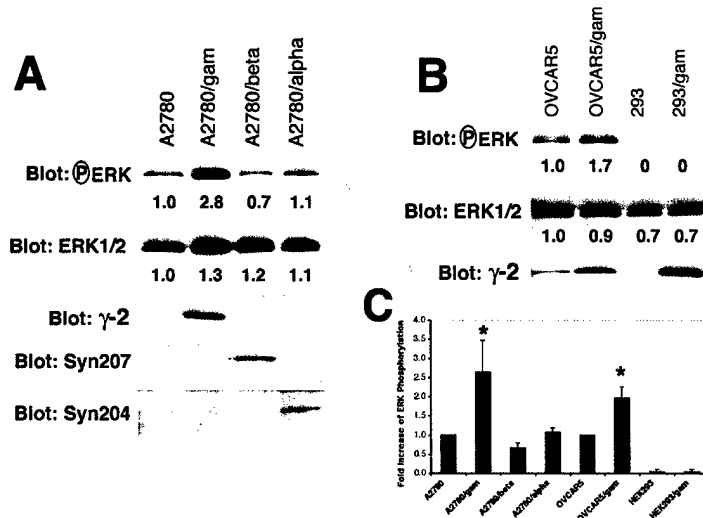 A
A2780
A2780/gam
A2780/beta
A2780/alpha
Blot: ⓅERK
1.0 2.8 0.7 1.1
Blot: ERK1/2
1.0 1.3 1.2 1.1
Blot: γ-2
Blot: Syn207
Blot: Syn204
B
OVCAR5
OVCAR5/gam
293
293/gam
Blot: ⓅERK
1.0 1.7 0 0
Blot: ERK1/2
1.0 0.9 0.7 0.7
Blot: γ-2
C
Fold Increase of ERK Phosphorylation
4.0
3.5
3.0
2.5
2.0
1.5
1.0
0.5
0.0
* *
A2780
A2780/gam
A2780/beta
A2780/alpha
OVCAR5
OVCAR5/gam
HEK293
HEK293/gam